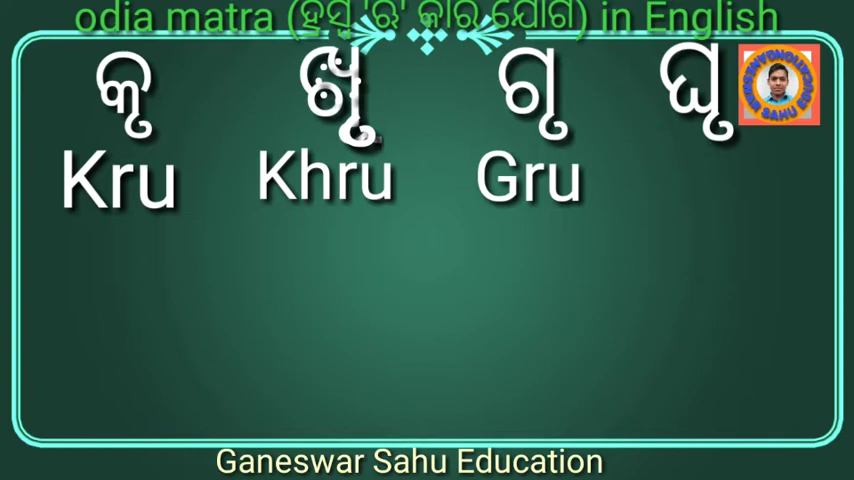 odia matra (ହ୍ରସ୍ଵ 'ଋ' କାର ଯୋଗ) in English
କୃ ଖୃ ଗୃ ଘୃ
Kru Khru Gru
Ganeswar Sahu Education